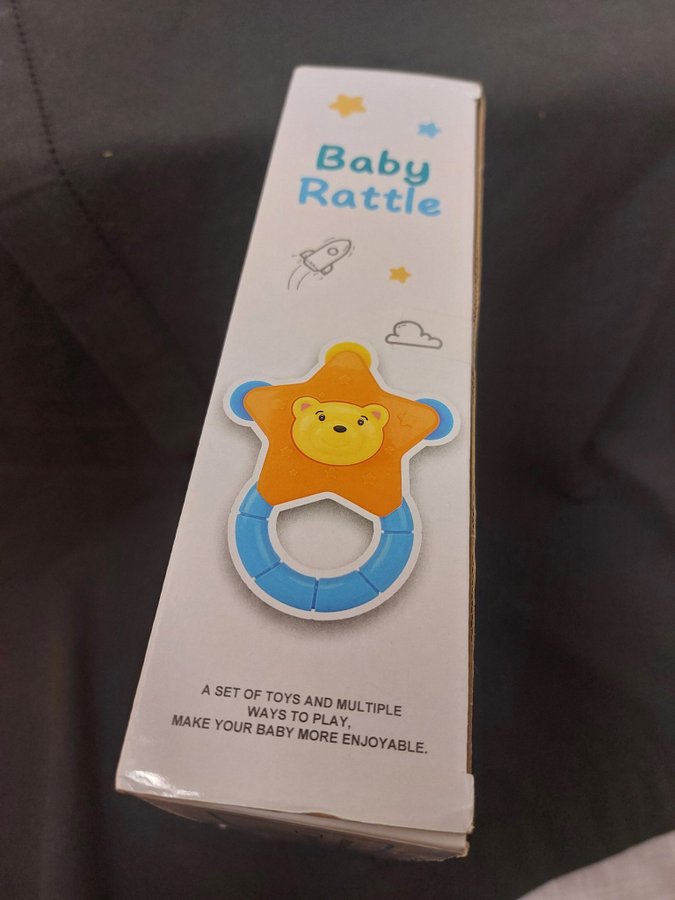 Baby
Rattle
A SET OF TOYS AND MULTIPLE
WAYS TO PLAY,
MAKE YOUR BABY MORE ENJOYABLE.